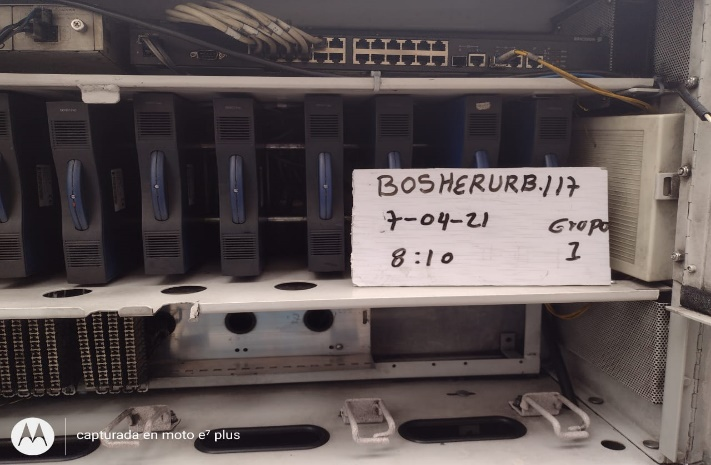 BOSHERURB.117
7-04-21
Grupo
8:10
I
capturada en moto e⁷ plus